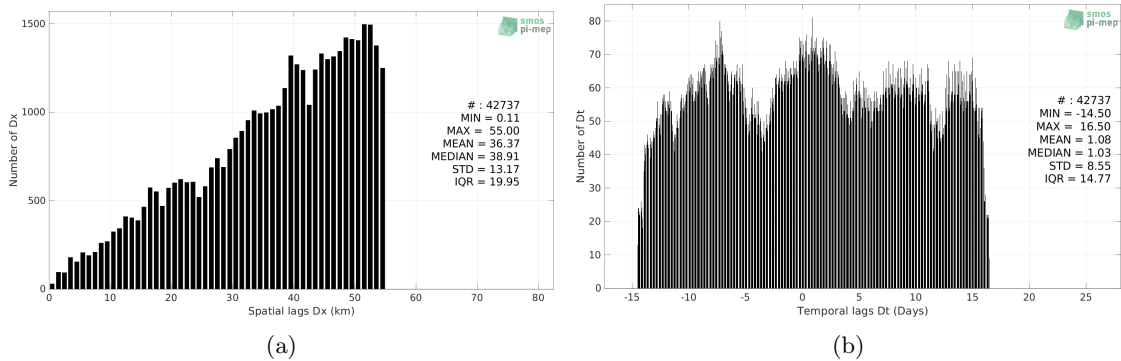 1500
1000
500
0
0 10 20 30 40 50 60 70 80
Number of Dx
Spatial lags Dx (km)
smos
pi-mep
# : 42737
MIN = 0.11
MAX = 55.00
MEAN = 36.37
MEDIAN = 38.91
STD = 13.17
IQR = 19.95
(a)
80
70
60
50
40
30
20
10
0
-15 -10 -5 0 5 10 15 20 25
Number of Dt
Temporal lags Dt (Days)
smos
pi-mep
# : 42737
MIN = -14.50
MAX = 16.50
MEAN = 1.08
MEDIAN = 1.03
STD = 8.55
IQR = 14.77
(b)